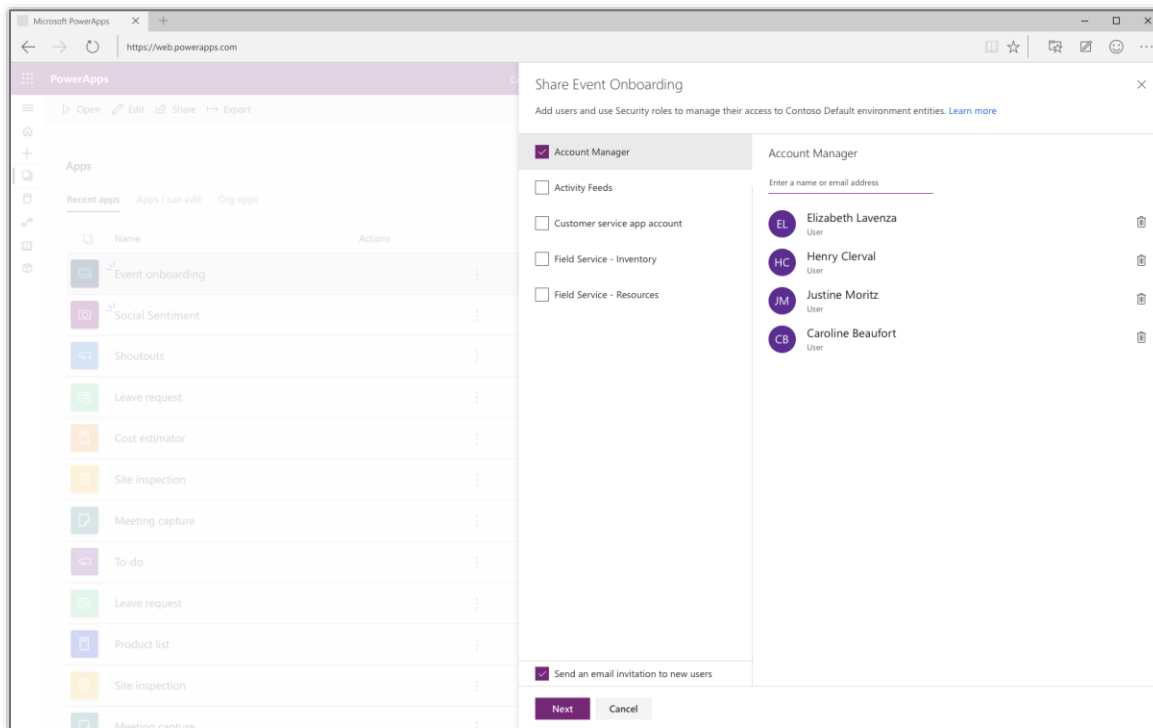 Microsoft PowerApps
https://web.powerapps.com
PowerApps
Open Edit Share Export
Apps
Recent apps Apps I can edit Org apps
Name Actions
Event onboarding
Social Sentiment
Shoutouts
Leave request
Cost estimator
Site inspection
Meeting capture
To-do
Leave request
Product list
Site inspection
Meeting capture
Share Event Onboarding
Add users and use Security roles to manage their access to Contoso Default environment entities. Learn more
Account Manager
Activity Feeds
Customer service app account
Field Service - Inventory
Field Service - Resources
Send an email invitation to new users
Account Manager
Enter a name or email address
EL Elizabeth Lavenza
User
HC Henry Clerval
User
JM Justine Moritz
User
CB Caroline Beaufort
User
Next Cancel